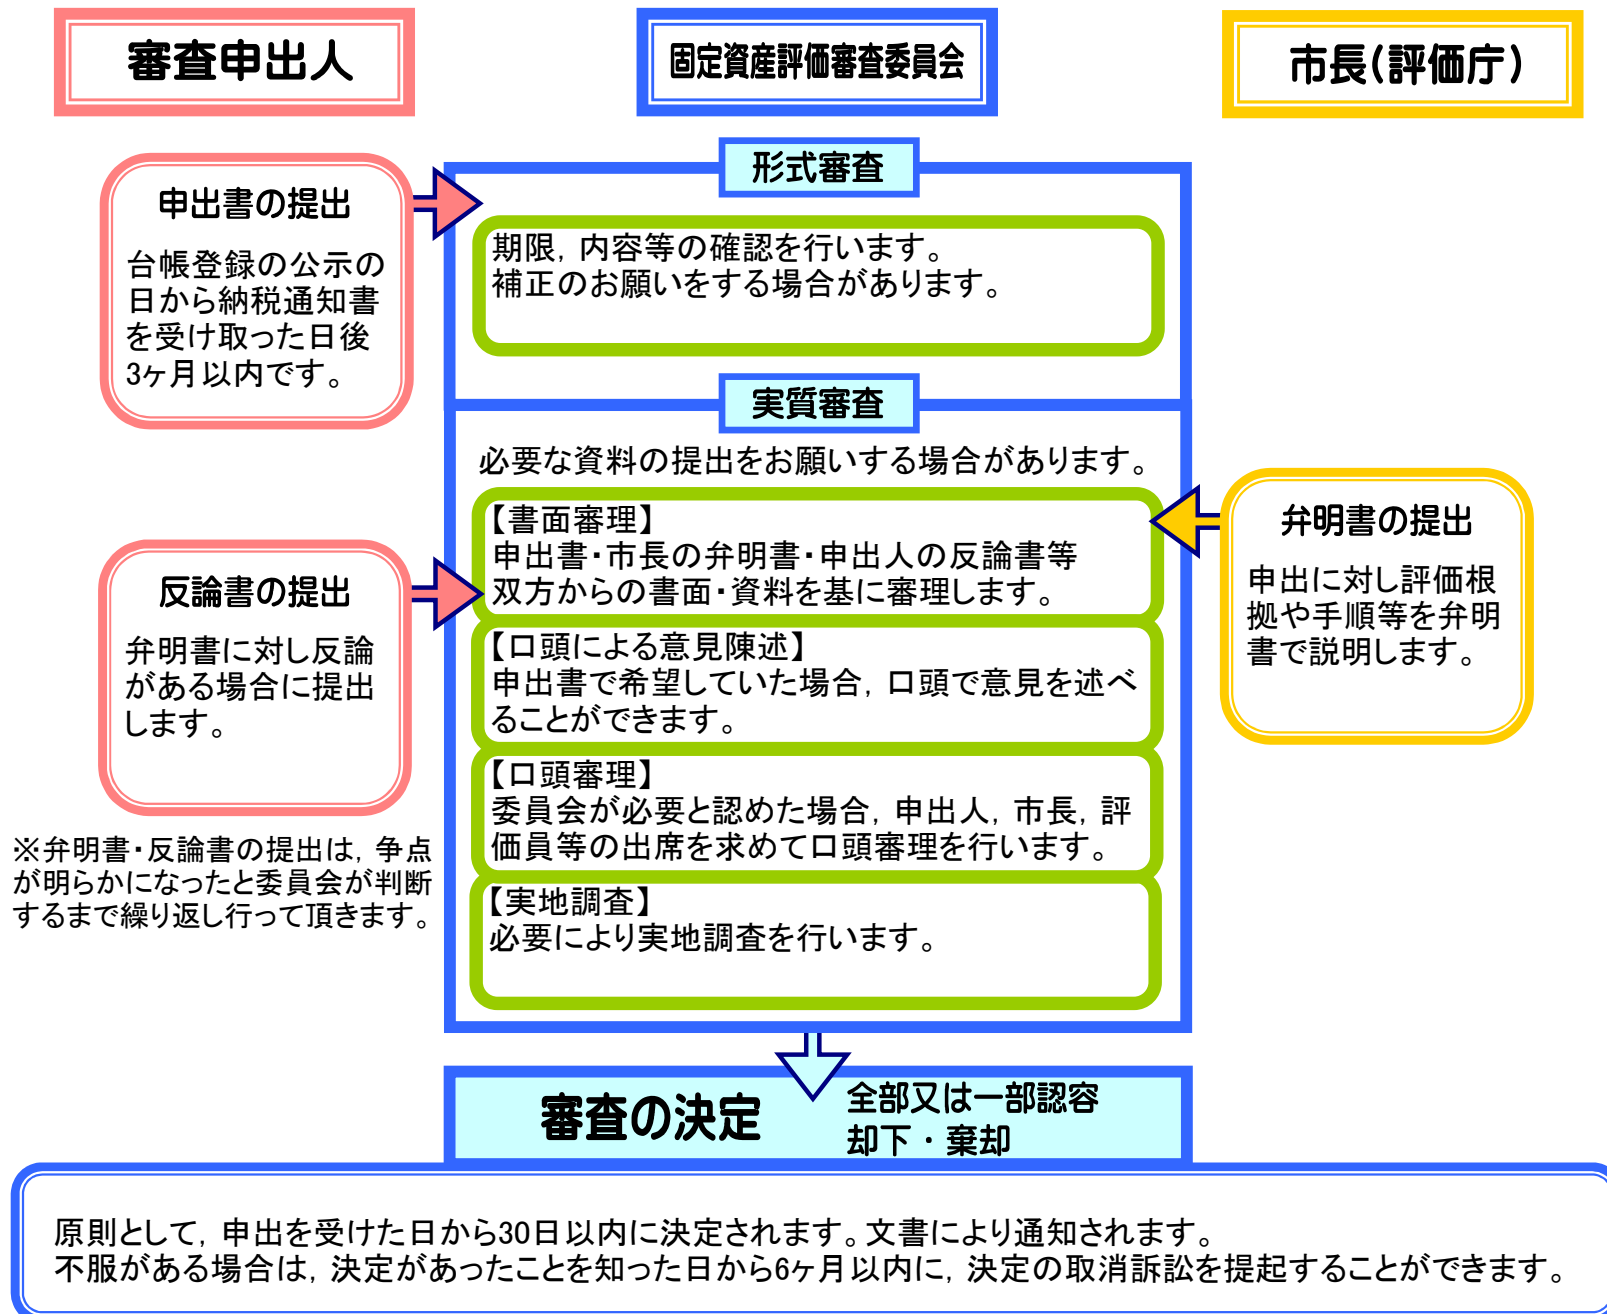 審査申出人
固定資産評価審査委員会
市長(評価庁)
形式審査
申出書の提出
台帳登録の公示の
日から納税通知書
を受け取った日後
3ヶ月以内です。
期限，内容等の確認を行います。
補正のお願いをする場合があります。
実質審査
必要な資料の提出をお願いする場合があります。
【書面審理】
申出書・市長の弁明書・申出人の反論書等
双方からの書面・資料を基に審理します。
弁明書の提出
申出に対し評価根
拠や手順等を弁明
書で説明します。
反論書の提出
弁明書に対し反論
がある場合に提出
します。
【口頭による意見陳述】
申出書で希望していた場合，口頭で意見を述べ
ることができます。
【口頭審理】
委員会が必要と認めた場合，申出人，市長，評
価員等の出席を求めて口頭審理を行います。
※弁明書・反論書の提出は，争点
が明らかになったと委員会が判断
するまで繰り返し行って頂きます。
【実地調査】
必要により実地調査を行います。
審査の決定
全部又は一部認容
却下・棄却
原則として，申出を受けた日から30日以内に決定されます。文書により通知されます。
不服がある場合は，決定があったことを知った日から6ヶ月以内に，決定の取消訴訟を提起することができます。